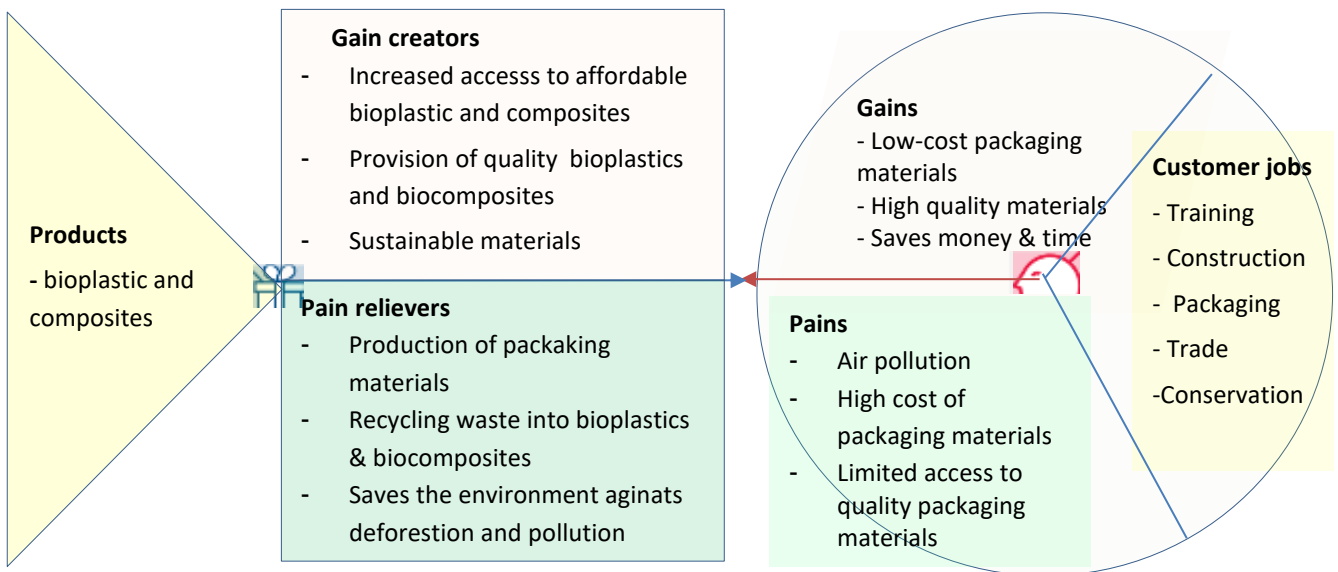 Products
- bioplastic and
composites
Gain creators
- Increased accesss to affordable
bioplastic and composites
- Provision of quality bioplastics
and biocomposites
- Sustainable materials
Pain relievers
- Production of packaking
materials
- Recycling waste into bioplastics
& biocomposites
- Saves the environment aginats
deforestion and pollution
Gains
- Low-cost packaging
materials
- High quality materials
- Saves money & time
Pains
- Air pollution
- High cost of
packaging materials
- Limited access to
quality packaging
materials
Customer jobs
- Training
- Construction
- Packaging
- Trade
-Conservation